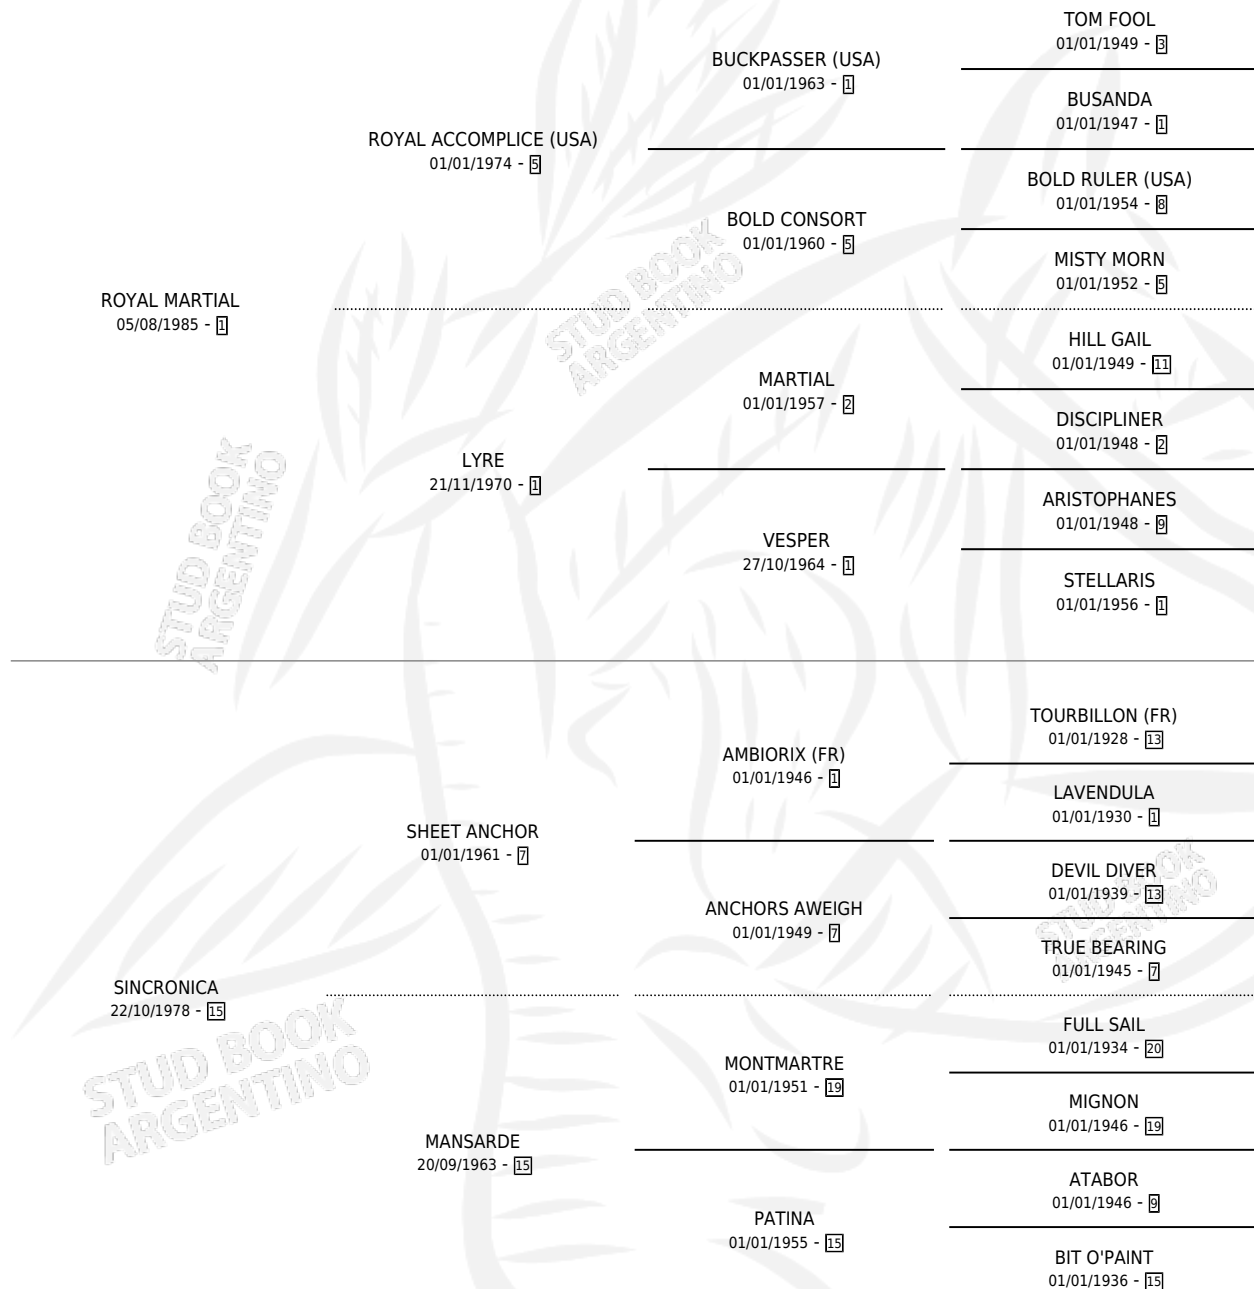 TOM FOOL
01/01/1949 - 3
BUCKPASSER (USA)
01/01/1963 - 1
BUSANDA
01/01/1947 - 1
ROYAL ACCOMPLICE (USA)
01/01/1974 - 5
BOLD RULER (USA)
01/01/1954 - 8
BOLD CONSORT
01/01/1960 - 5
MISTY MORN
01/01/1952 - 5
ROYAL MARTIAL
05/08/1985 - 1
HILL GAIL
01/01/1949 - 11
MARTIAL
01/01/1957 - 2
DISCIPLINER
01/01/1948 - 2
LYRE
21/11/1970 - 1
ARISTOPHANES
01/01/1948 - 9
VESPER
27/10/1964 - 1
STELLARIS
01/01/1956 - 1
TOURBILLON (FR)
01/01/1928 - 13
AMBIORIX (FR)
01/01/1946 - 1
LAVENDULA
01/01/1930 - 1
SHEET ANCHOR
01/01/1961 - 7
DEVIL DIVER
01/01/1939 - 13
ANCHORS AWEIGH
01/01/1949 - 7
TRUE BEARING
01/01/1945 - 7
SINCRONICA
22/10/1978 - 15
FULL SAIL
01/01/1934 - 20
MONTMARTRE
01/01/1951 - 19
MIGNON
01/01/1946 - 19
MANSARDE
20/09/1963 - 15
ATABOR
01/01/1946 - 9
PATINA
01/01/1955 - 15
BIT O'PAINT
01/01/1936 - 15
STUD BOOK
ARGENTINO
STUD BOOK
ARGENTINO
STUD BOOK
ARGENTINO
STUD BOOK
ARGENTINO